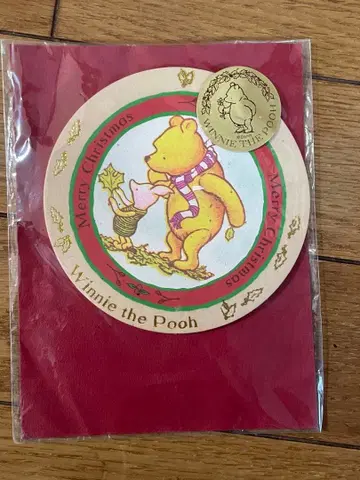 Merry Christmas
Merry Christmas
Winnie the Pooh
WINNIE THE POOH